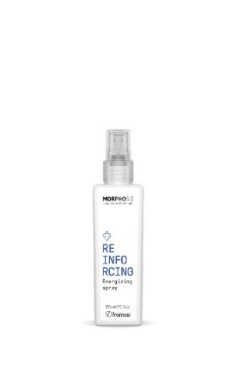 MORPHOSIS
RE
INFO
RCING
Energizing
spray
framesi